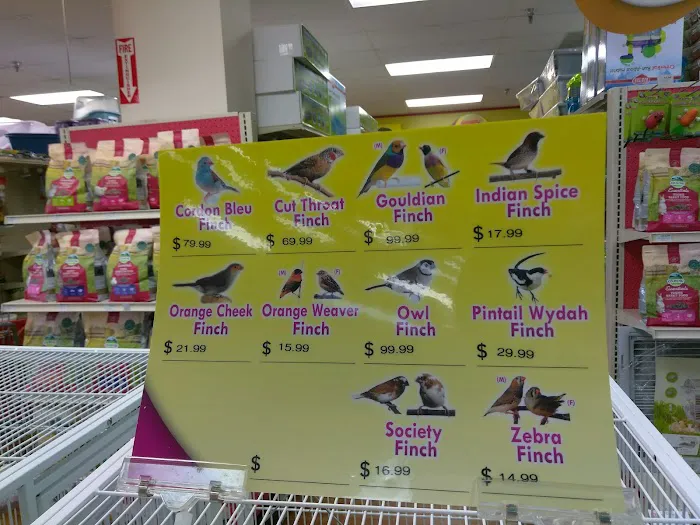 FIRE
Cordon Bleu
Finch
$79.99
Cut Throat
Finch
$ 69.99
(M)
(F)
Gouldian
Finch
$ 99.99
Indian Spice
Finch
$ 17.99
Orange Cheek
Finch
$ 21.99
(M)
(F)
Orange Weaver
Finch
$ 15.99
Owl
Finch
$ 99.99
Pintail Wydah
Finch
$ 29.99
$
Society
Finch
$ 16.99
(M)
(F)
Zebra
Finch
$ 14.99